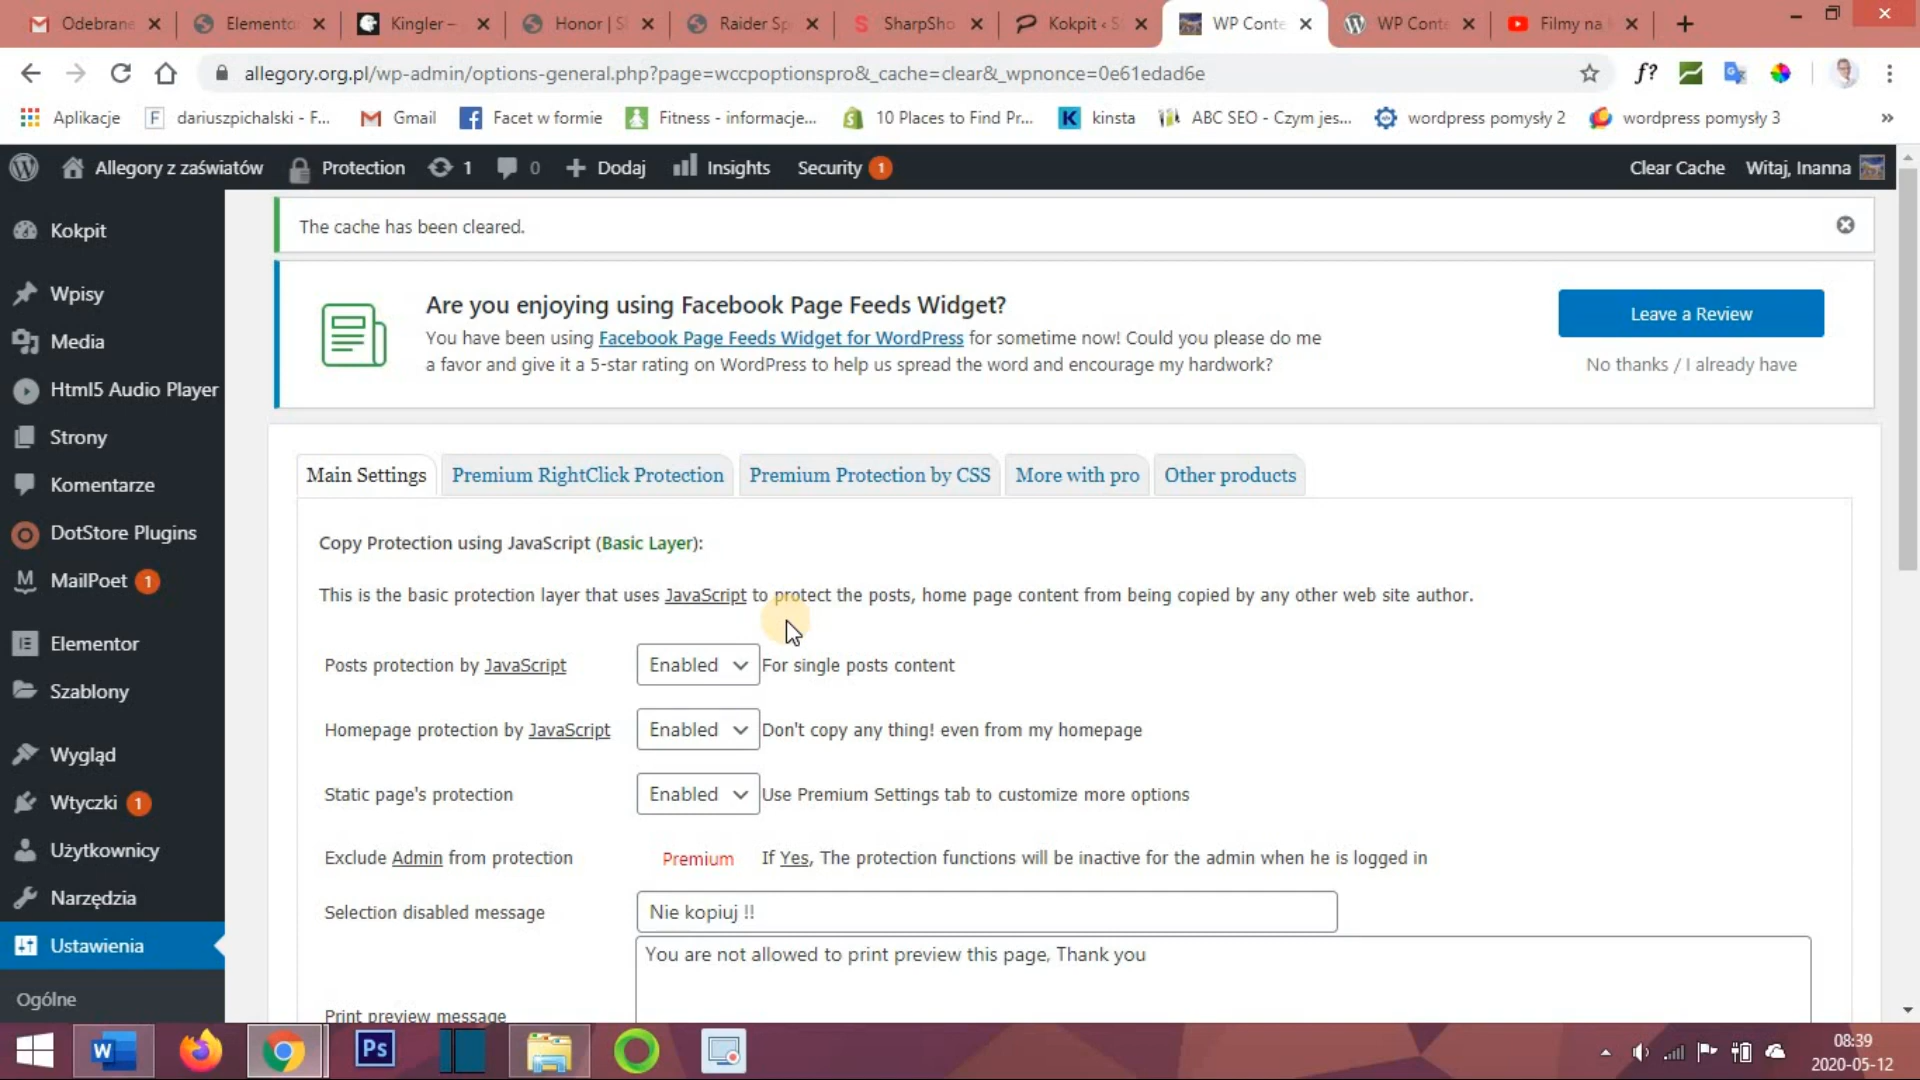 Odebrane
Elemento
Kingler –
Honor | S
Raider Sp
SharpSho
Kokpit ‹ S
WP Conte
WP Conte
Filmy na
allegory.org.pl/wp-admin/options-general.php?page=wccpoptionspro&_cache=clear&_wpnonce=0e61edad6e
f?
Aplikacje
F dariuszpichalski - F...
Gmail
Facet w formie
Fitness - informacje...
10 Places to Find Pr...
K kinsta
ABC SEO - Czym jes...
wordpress pomysły 2
wordpress pomysły 3
»
Allegory z zaświatów
Protection
1
0
Dodaj
Insights
Security 1
Clear Cache
Witaj, Inanna
Kokpit
Wpisy
Media
Html5 Audio Player
Strony
Komentarze
DotStore Plugins
MailPoet 1
Elementor
Szablony
Wygląd
Wtyczki 1
Użytkownicy
Narzędzia
Ustawienia
Ogólne
The cache has been cleared.
Are you enjoying using Facebook Page Feeds Widget?
You have been using Facebook Page Feeds Widget for WordPress for sometime now! Could you please do me
a favor and give it a 5-star rating on WordPress to help us spread the word and encourage my hardwork?
Leave a Review
No thanks / I already have
Main Settings
Premium RightClick Protection
Premium Protection by CSS
More with pro
Other products
Copy Protection using JavaScript (Basic Layer):
This is the basic protection layer that uses JavaScript to protect the posts, home page content from being copied by any other web site author.
Posts protection by JavaScript Enabled For single posts content
Homepage protection by JavaScript Enabled Don't copy any thing! even from my homepage
Static page's protection Enabled Use Premium Settings tab to customize more options
Exclude Admin from protection Premium If Yes, The protection functions will be inactive for the admin when he is logged in
Selection disabled message Nie kopiuj !!
You are not allowed to print preview this page, Thank you
Print preview message
W
Ps
08:39
2020-05-12